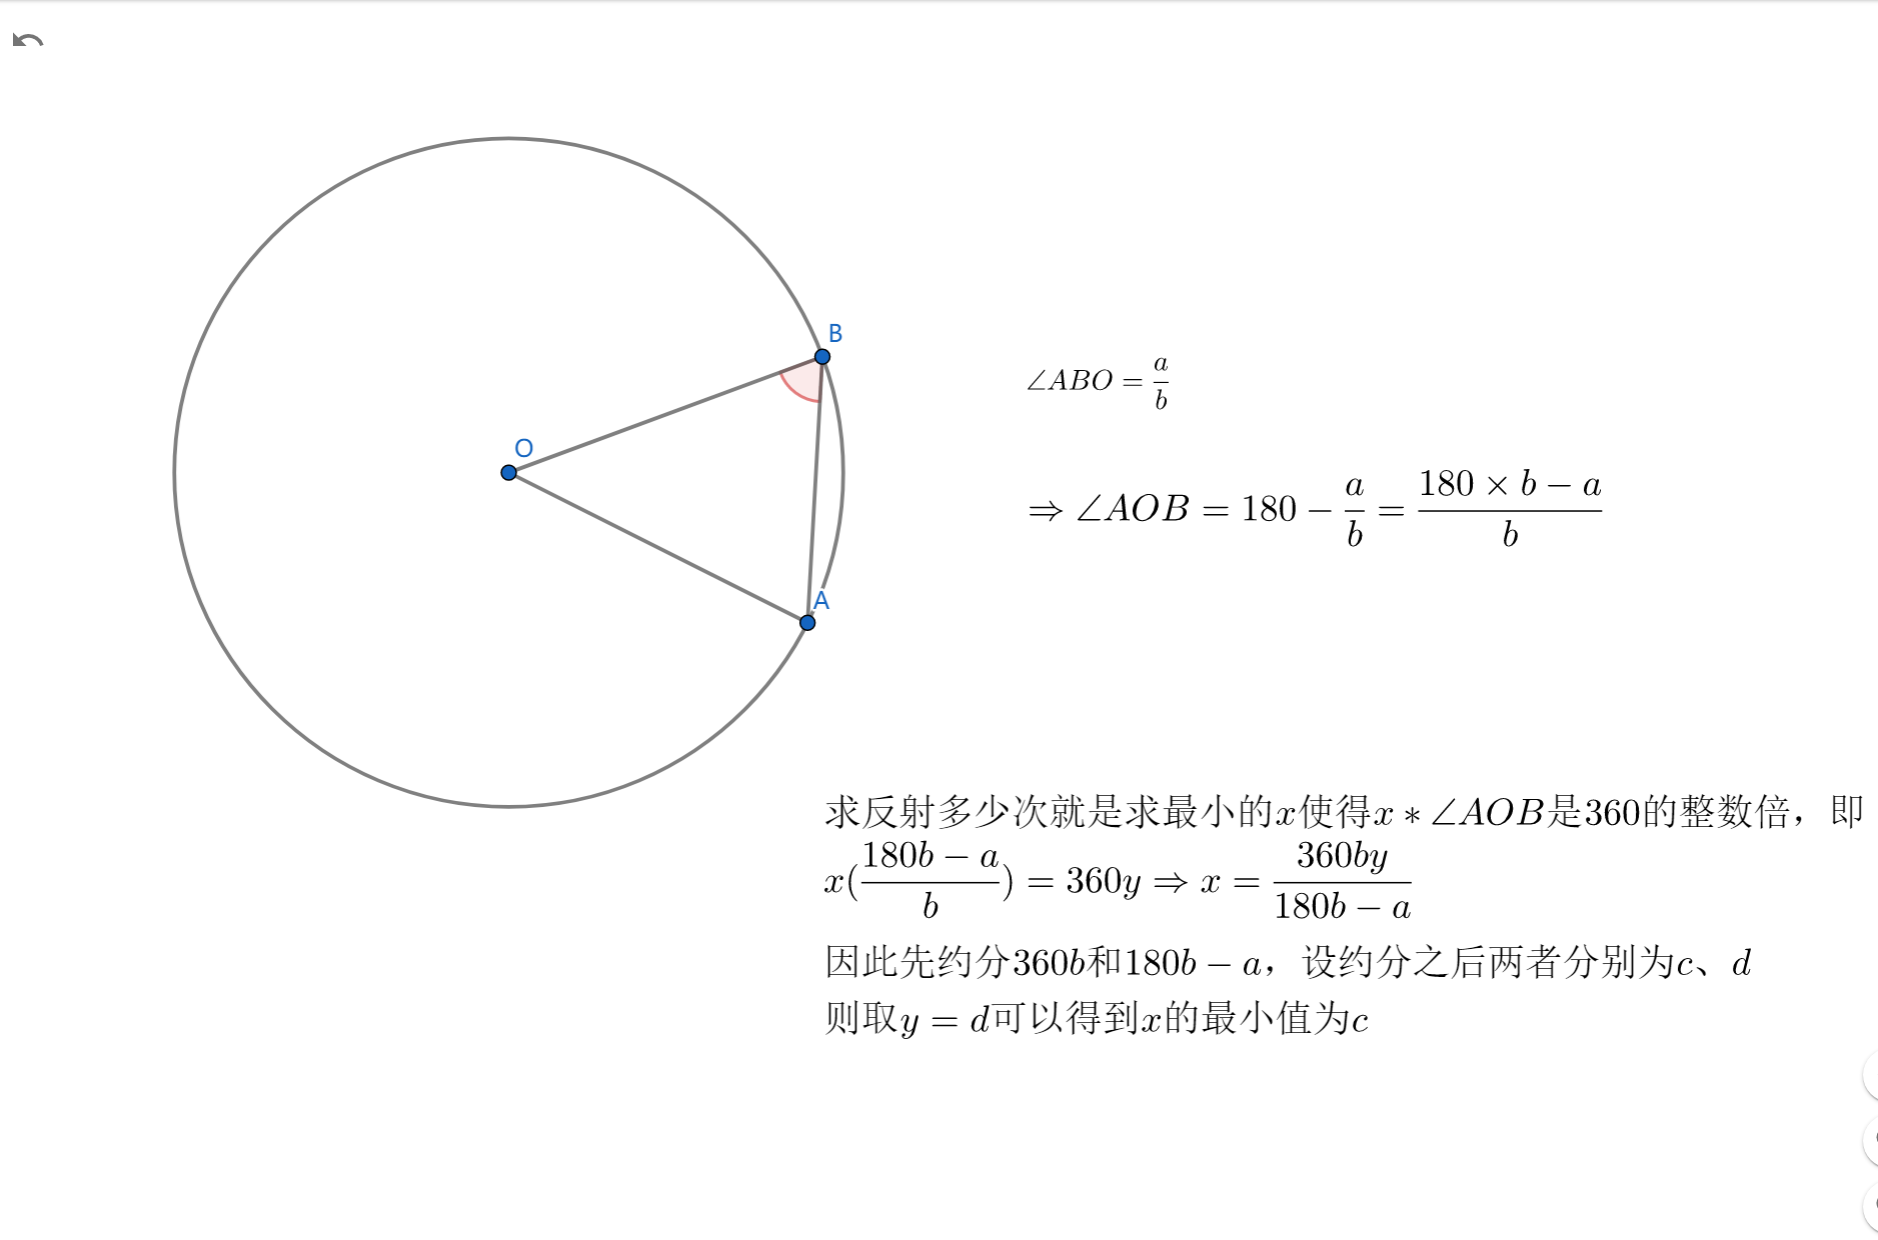 B
O
A
∠ABO = a/b
⇒ ∠AOB = 180 − a/b = (180 × b − a)/b
求反射多少次就是求最小的x使得x * ∠AOB是360的整数倍，即
x((180b − a)/b) = 360y ⇒ x = 360by/(180b − a)
因此先约分360b和180b − a，设约分之后两者分别为c、d
则取y = d可以得到x的最小值为c